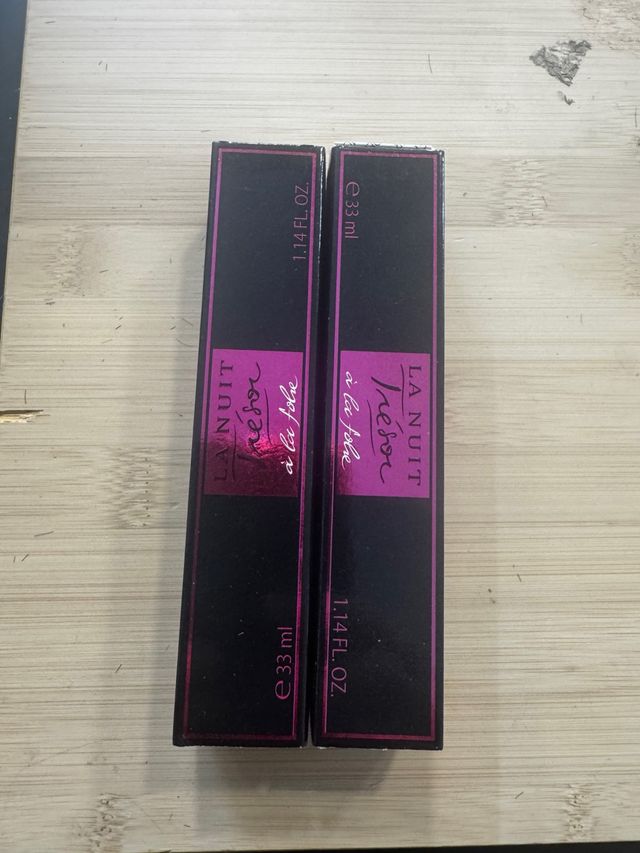 1.14 FL. OZ.
LA NUIT
Trésor
à la folie
e 33 ml
e 33 ml
LA NUIT
Trésor
à la folie
1.14 FL. OZ.